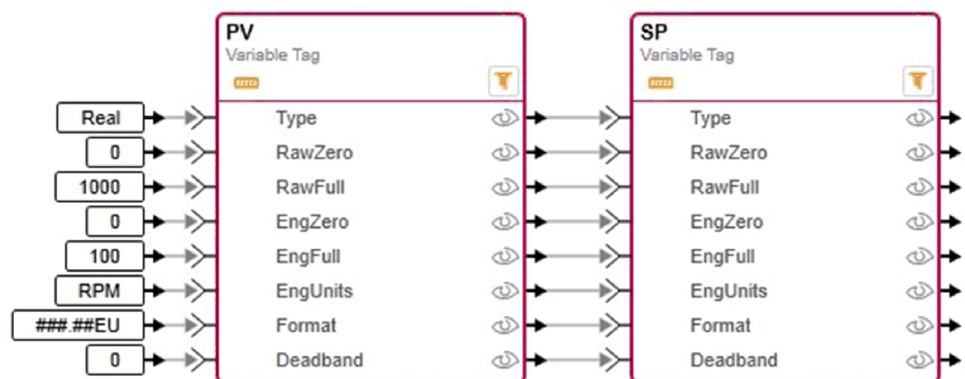 PV
Variable Tag
SP
Variable Tag
Real Type Type
0 RawZero RawZero
1000 RawFull RawFull
0 EngZero EngZero
100 EngFull EngFull
RPM EngUnits EngUnits
###.##EU Format Format
0 Deadband Deadband